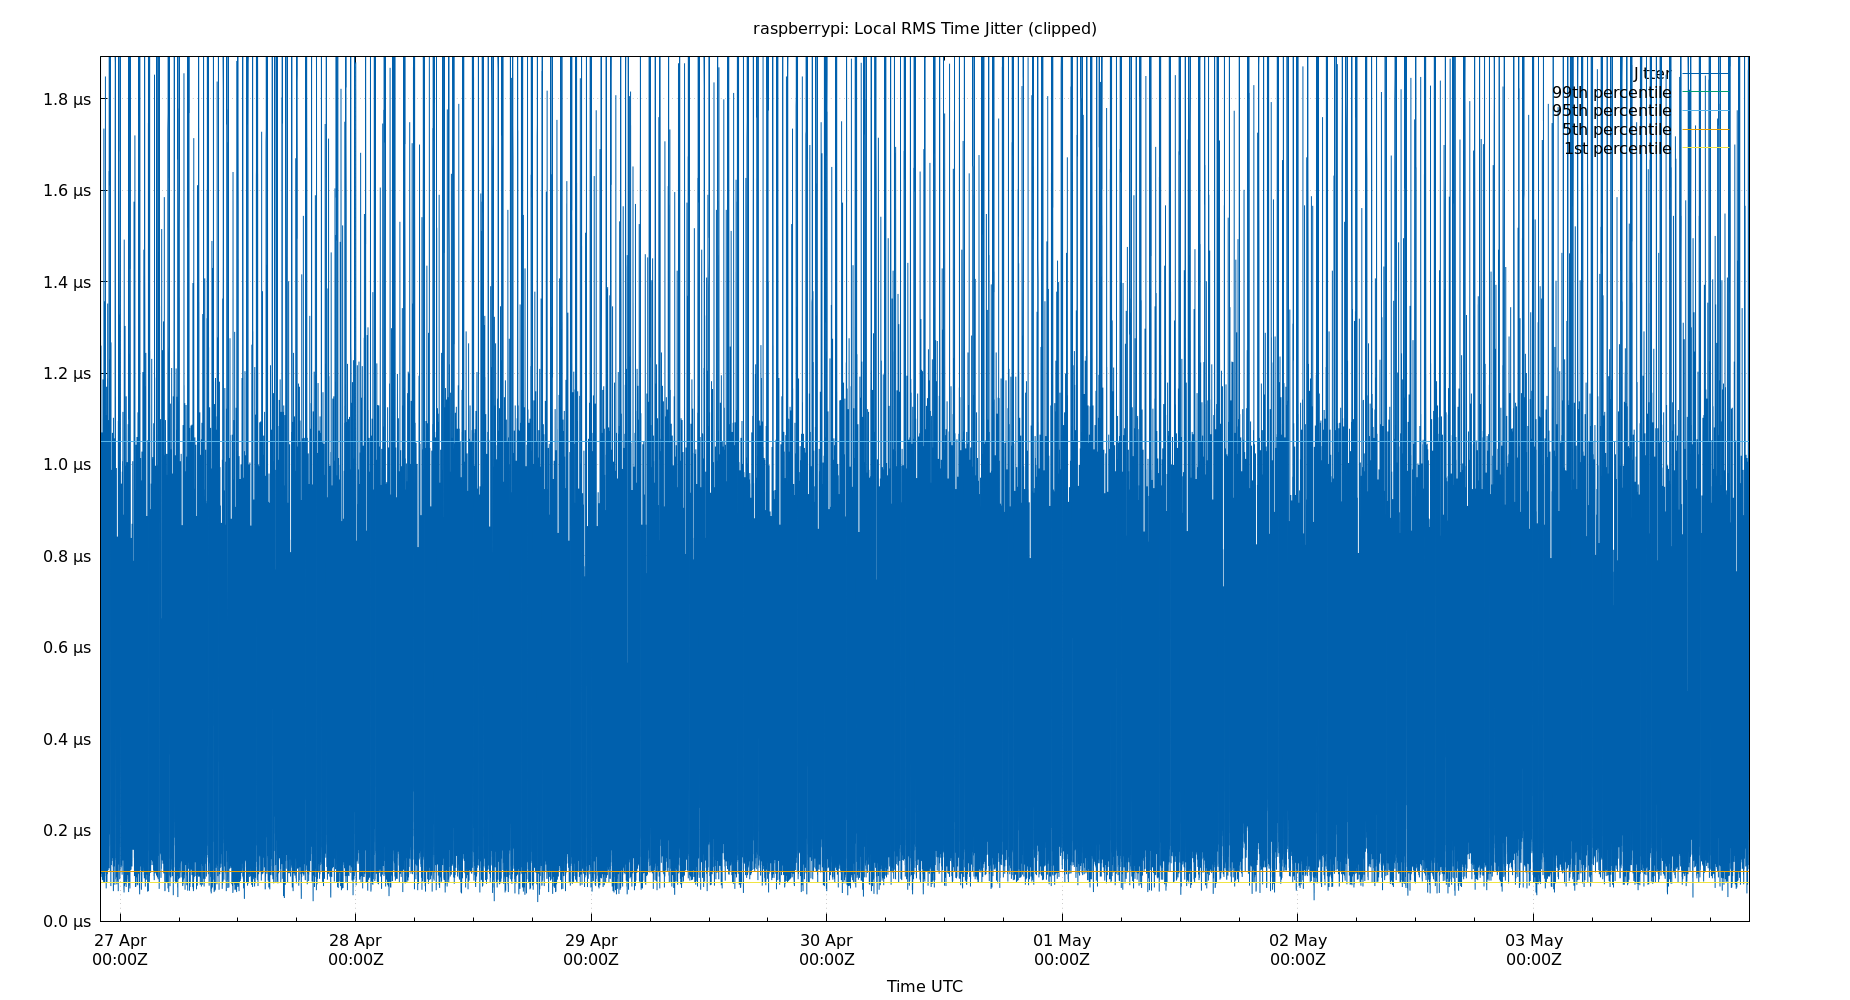 raspberrypi: Local RMS Time Jitter (clipped)
Jitter
99th percentile
95th percentile
5th percentile
1st percentile
1.8 µs
1.6 µs
1.4 µs
1.2 µs
1.0 µs
0.8 µs
0.6 µs
0.4 µs
0.2 µs
0.0 µs
27 Apr 28 Apr 29 Apr 30 Apr 01 May 02 May 03 May
00:00Z 00:00Z 00:00Z 00:00Z 00:00Z 00:00Z 00:00Z
Time UTC